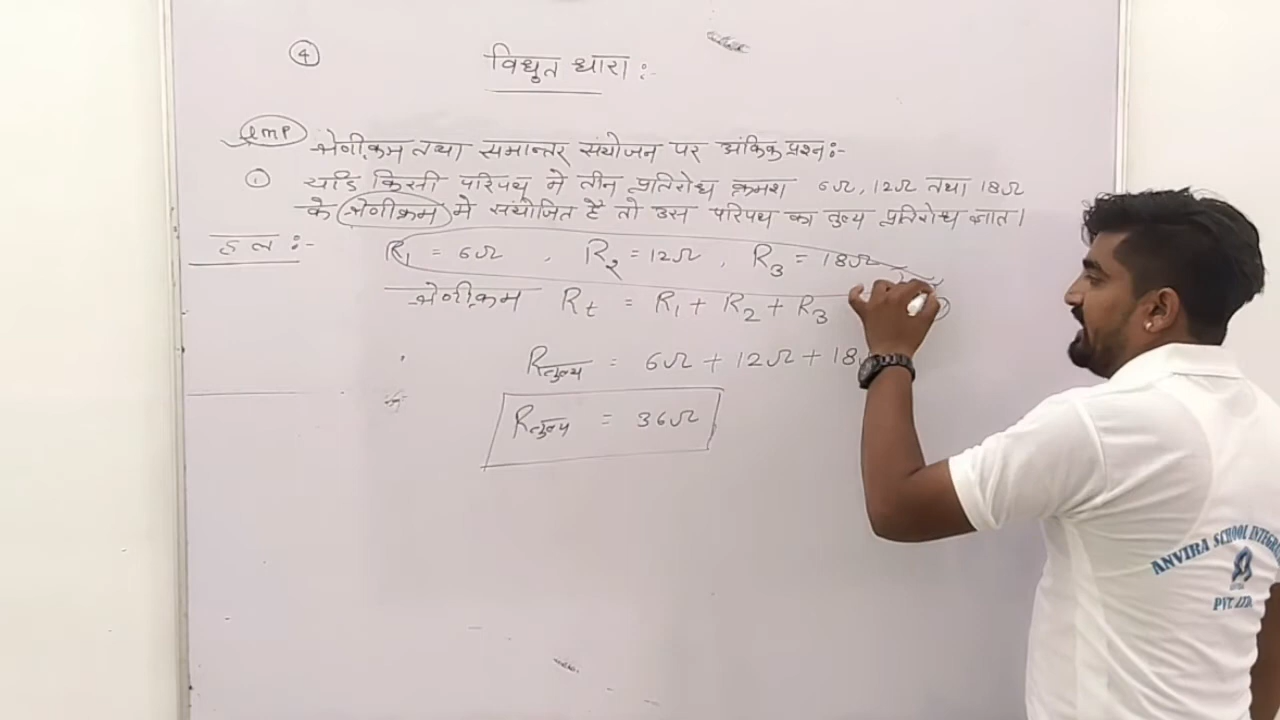 ④
विधुत धारा :-
Imp श्रेणीक्रम तथा समान्तर संयोजन पर अंकिक प्रश्न:-
① यदि किसी परिपथ मे तीन प्रतिरोध क्रमश 6Ω, 12Ω तथा 18Ω
के श्रेणीक्रम मे संयोजित है तो उस परिपथ का तुल्य प्रतिरोध ज्ञात।
हल :- R₁ = 6Ω , R₂ = 12Ω , R₃ = 18Ω
श्रेणीक्रम Rt = R₁ + R₂ + R₃
Rतुल्य = 6Ω + 12Ω + 18
Rतुल्य = 36Ω
ANVIRA SCHOOL
PVT. LTD.